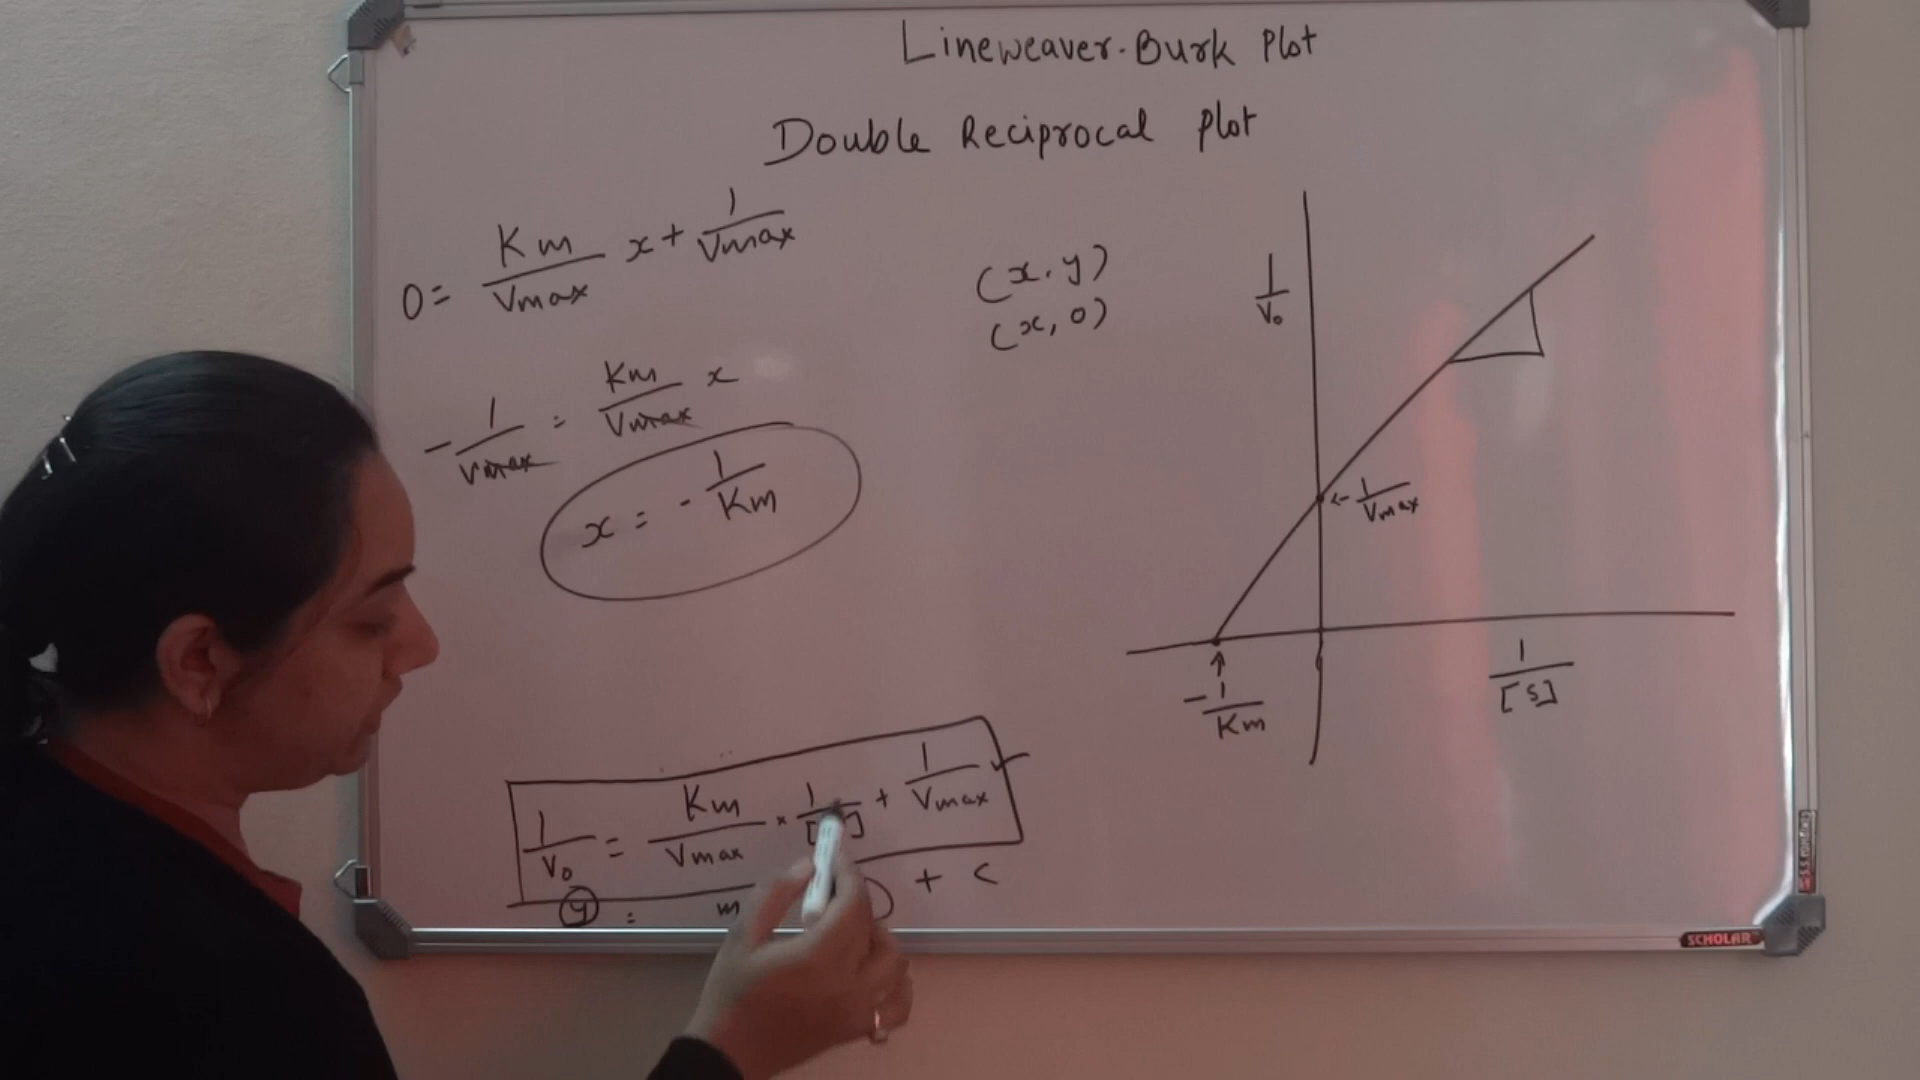 Lineweaver-Burk Plot
Double Reciprocal Plot
0 = Km/Vmax x + 1/Vmax
-1/Vmax = Km/Vmax x
x = -1/Km
(x, y)
(x, 0)
1/V₀
← 1/Vmax
↑
-1/Km
1/[S]
1/V₀ = Km/Vmax × 1/[ ] + 1/Vmax ✓
y = m + c
SCHOLAR